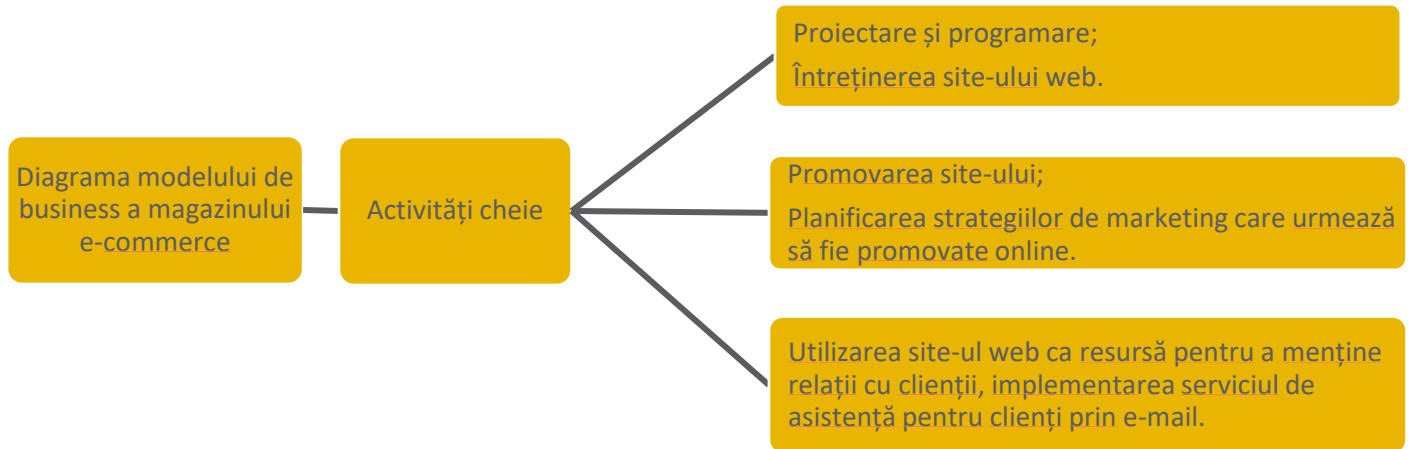 Proiectare și programare;
Întreținerea site-ului web.
Diagrama modelului de
business a magazinului
e-commerce
Activități cheie
Promovarea site-ului;
Planificarea strategiilor de marketing care urmează
să fie promovate online.
Utilizarea site-ul web ca resursă pentru a menține
relații cu clienții, implementarea serviciul de
asistență pentru clienți prin e-mail.